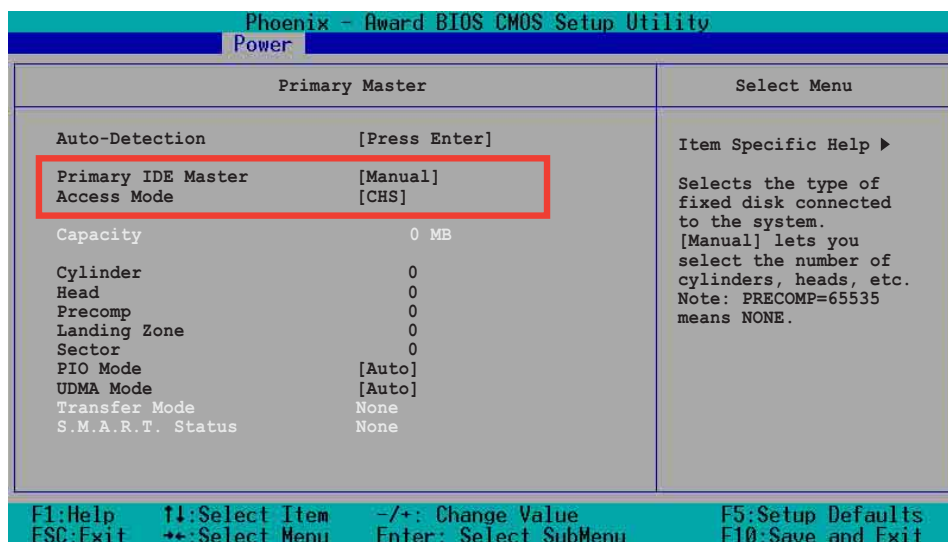 Phoenix - Award BIOS CMOS Setup Utility
Power
Primary Master
Select Menu
Auto-Detection [Press Enter]
Primary IDE Master [Manual]
Access Mode [CHS]
Capacity 0 MB
Cylinder 0
Head 0
Precomp 0
Landing Zone 0
Sector 0
PIO Mode [Auto]
UDMA Mode [Auto]
Transfer Mode None
S.M.A.R.T. Status None
Item Specific Help ▶
Selects the type of
fixed disk connected
to the system.
[Manual] lets you
select the number of
cylinders, heads, etc.
Note: PRECOMP=65535
means NONE.
F1:Help ↑↓:Select Item -/+: Change Value F5:Setup Defaults
ESC:Exit →←:Select Menu Enter: Select SubMenu F10:Save and Exit